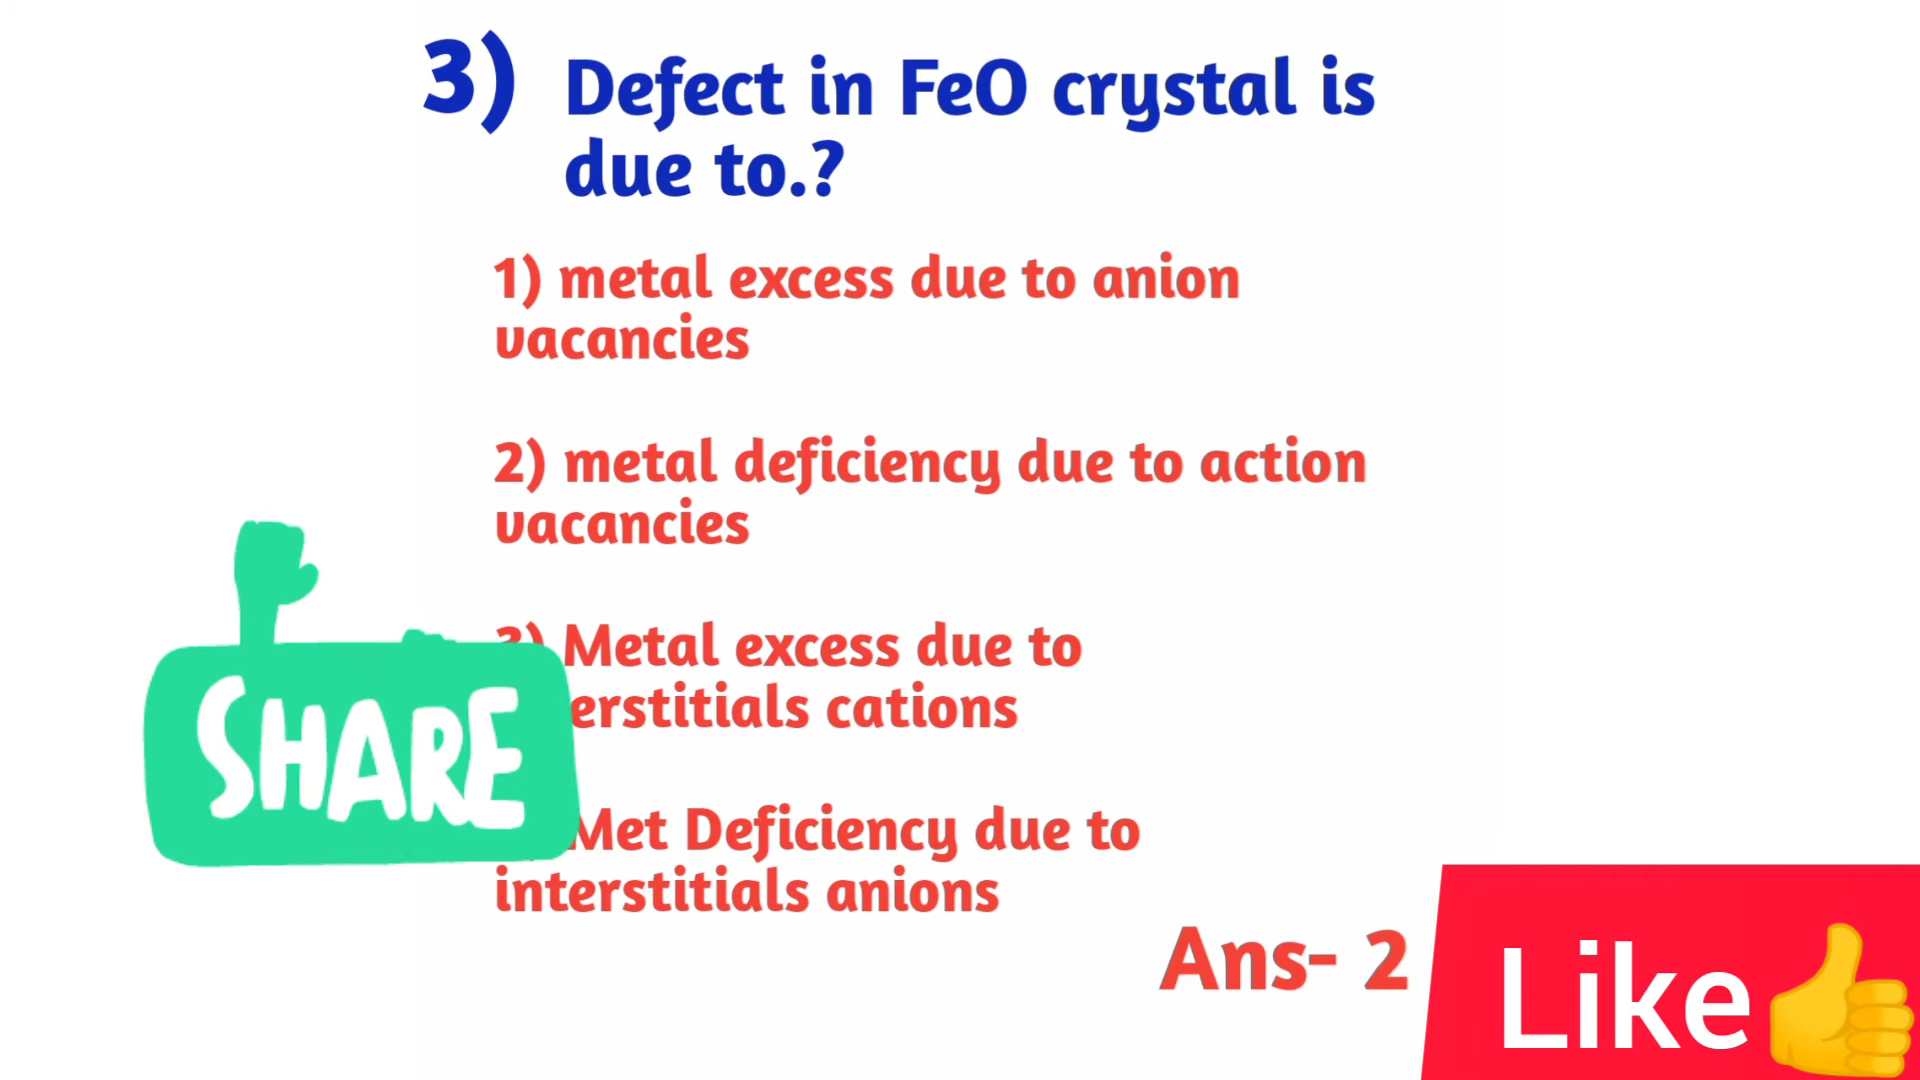 3) Defect in FeO crystal is
due to.?
1) metal excess due to anion
vacancies
2) metal deficiency due to action
vacancies
3) Metal excess due to
erstitials cations
Met Deficiency due to
interstitials anions
SHARE
Ans- 2
Like